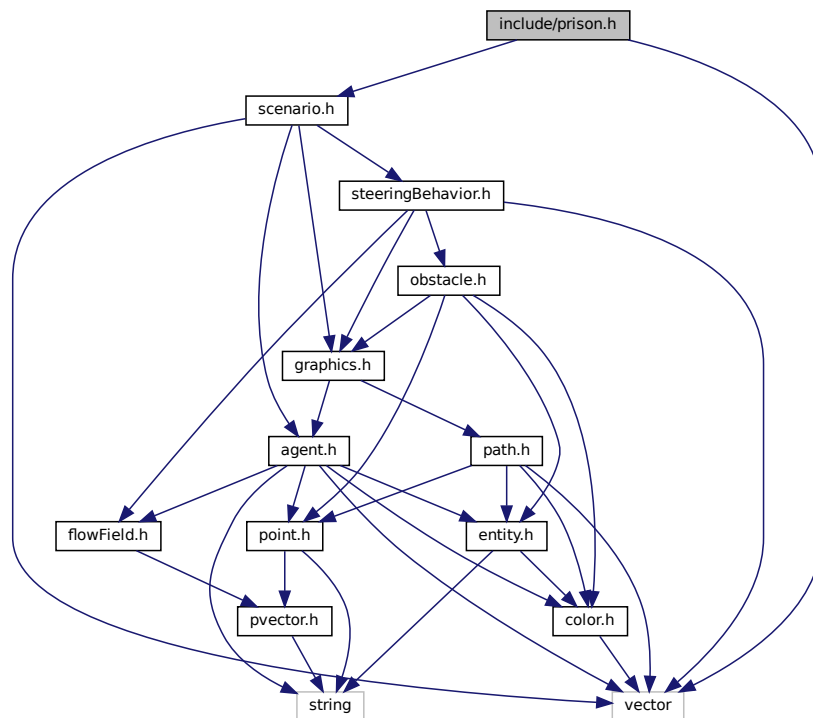 include/prison.h
scenario.h
steeringBehavior.h
obstacle.h
graphics.h
agent.h
path.h
flowField.h
point.h
entity.h
pvector.h
color.h
string
vector